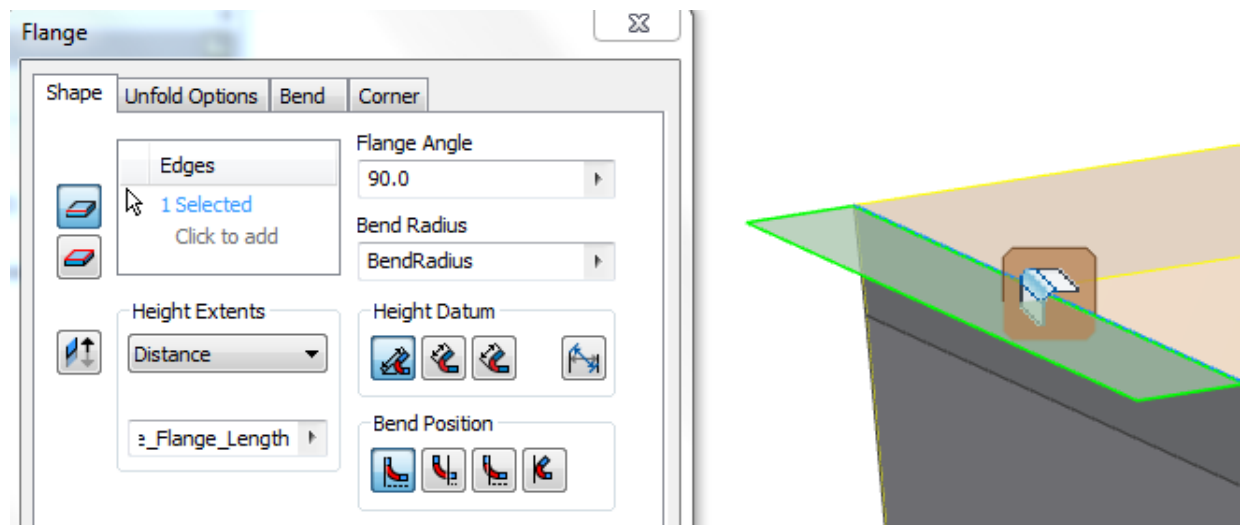 Flange
Shape
Unfold Options
Bend
Corner
Edges
1 Selected
Click to add
Flange Angle
90.0
Bend Radius
BendRadius
Height Extents
Distance
e_Flange_Length
Height Datum
Bend Position